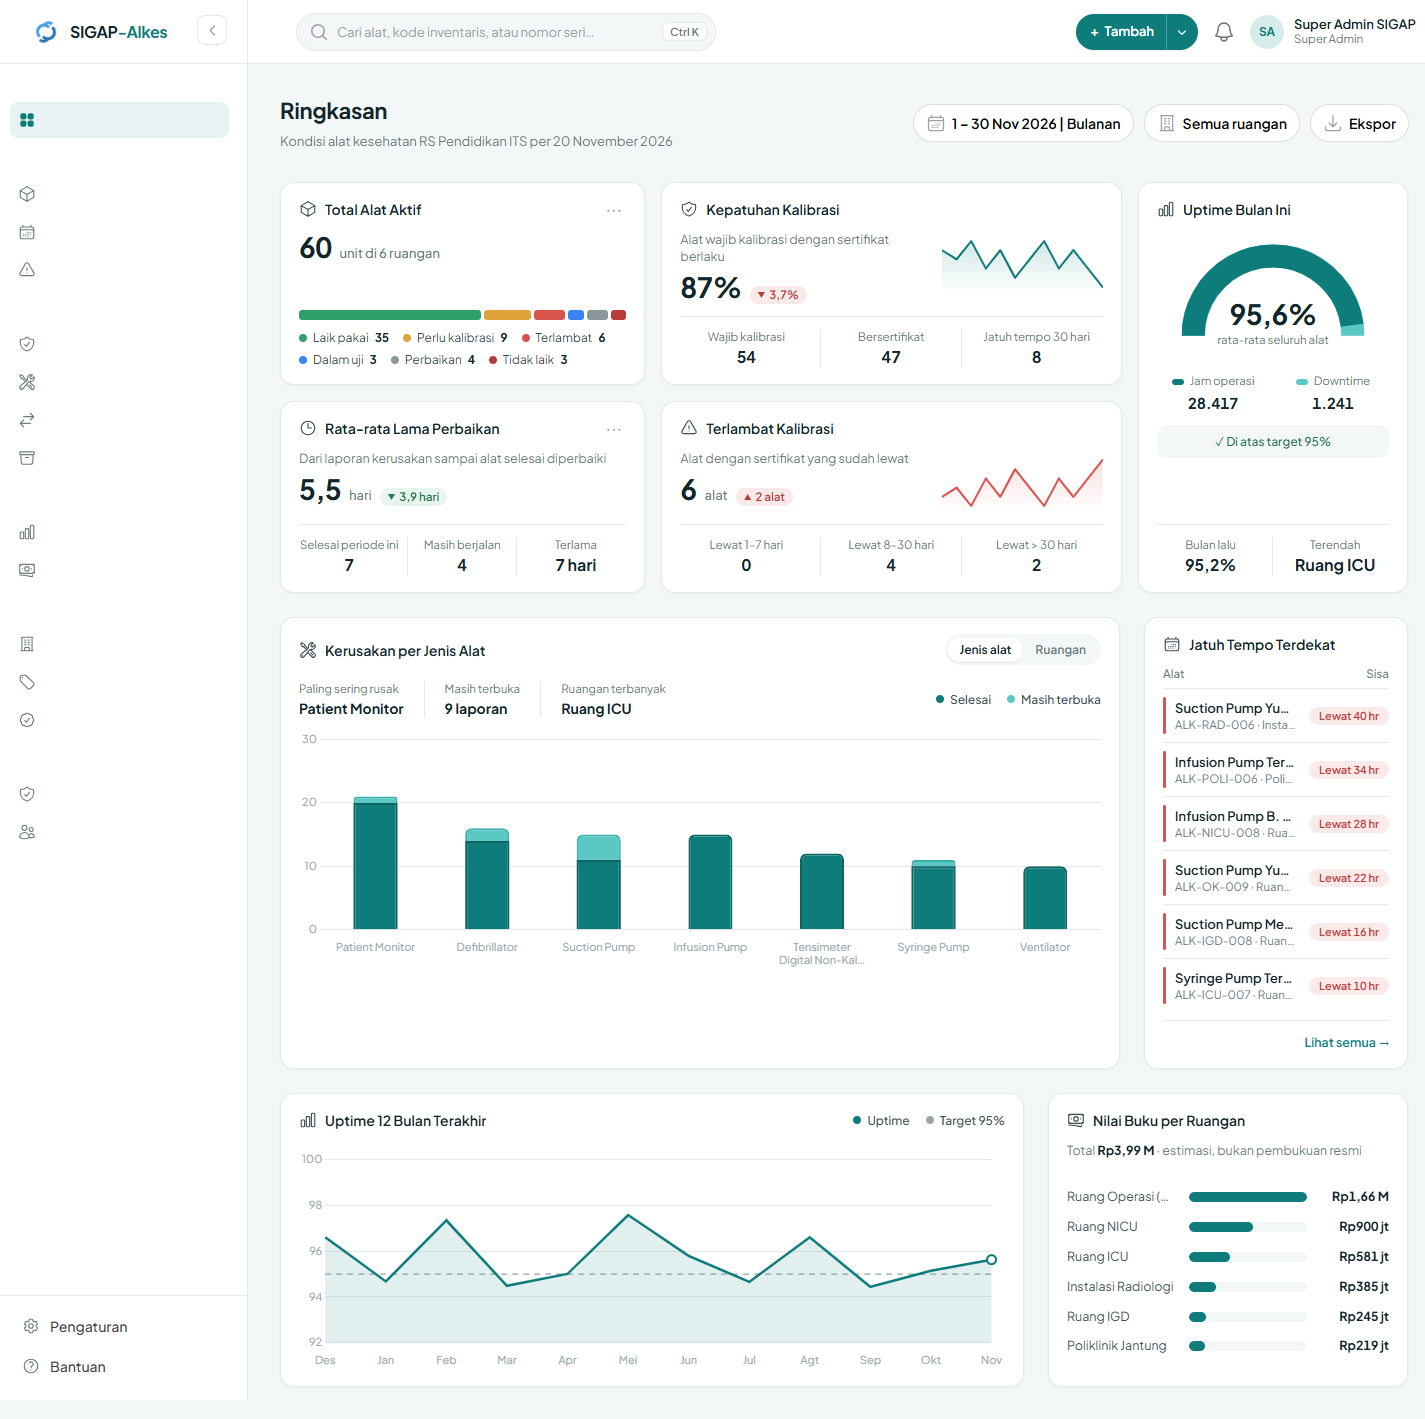 SIGAP-Alkes
Cari alat, kode inventaris, atau nomor seri...
Ctrl K
+ Tambah
SA
Super Admin SIGAP
Super Admin
Ringkasan
Kondisi alat kesehatan RS Pendidikan ITS per 20 November 2026
1 – 30 Nov 2026 | Bulanan
Semua ruangan
Ekspor
Total Alat Aktif
60 unit di 6 ruangan
Laik pakai 35
Perlu kalibrasi 9
Terlambat 6
Dalam uji 3
Perbaikan 4
Tidak laik 3
Kepatuhan Kalibrasi
Alat wajib kalibrasi dengan sertifikat
berlaku
87% ▼ 3,7%
Wajib kalibrasi
54
Bersertifikat
47
Jatuh tempo 30 hari
8
Uptime Bulan Ini
95,6%
rata-rata seluruh alat
Jam operasi
28.417
Downtime
1.241
✓ Di atas target 95%
Bulan lalu
95,2%
Terendah
Ruang ICU
Rata-rata Lama Perbaikan
Dari laporan kerusakan sampai alat selesai diperbaiki
5,5 hari ▼ 3,9 hari
Selesai periode ini
7
Masih berjalan
4
Terlama
7 hari
Terlambat Kalibrasi
Alat dengan sertifikat yang sudah lewat
6 alat ▲ 2 alat
Lewat 1–7 hari
0
Lewat 8–30 hari
4
Lewat > 30 hari
2
Kerusakan per Jenis Alat
Jenis alat
Ruangan
Paling sering rusak
Patient Monitor
Masih terbuka
9 laporan
Ruangan terbanyak
Ruang ICU
Selesai
Masih terbuka
30
20
10
0
Patient Monitor
Defibrillator
Suction Pump
Infusion Pump
Tensimeter
Digital Non-Kal...
Syringe Pump
Ventilator
Jatuh Tempo Terdekat
Alat
Sisa
Suction Pump Yu...
ALK-RAD-006 · Insta...
Lewat 40 hr
Infusion Pump Ter...
ALK-POLI-006 · Poli...
Lewat 34 hr
Infusion Pump B. ...
ALK-NICU-008 · Rua...
Lewat 28 hr
Suction Pump Yu...
ALK-OK-009 · Ruan...
Lewat 22 hr
Suction Pump Me...
ALK-IGD-008 · Ruan...
Lewat 16 hr
Syringe Pump Ter...
ALK-ICU-007 · Ruan...
Lewat 10 hr
Lihat semua →
Uptime 12 Bulan Terakhir
Uptime
Target 95%
100
98
96
94
92
Des
Jan
Feb
Mar
Apr
Mei
Jun
Jul
Agt
Sep
Okt
Nov
Nilai Buku per Ruangan
Total Rp3,99 M · estimasi, bukan pembukuan resmi
Ruang Operasi (...
Rp1,66 M
Ruang NICU
Rp900 jt
Ruang ICU
Rp581 jt
Instalasi Radiologi
Rp385 jt
Ruang IGD
Rp245 jt
Poliklinik Jantung
Rp219 jt
Pengaturan
Bantuan